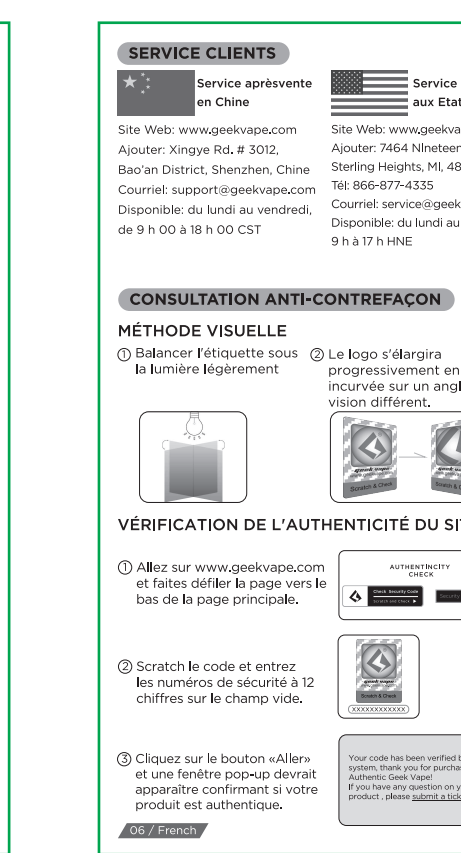 SERVICE CLIENTS
Service aprèsvente
en Chine
Site Web: www.geekvape.com
Ajouter: Xingye Rd. # 3012,
Bao'an District, Shenzhen, Chine
Courriel: support@geekvape.com
Disponible: du lundi au vendredi,
de 9 h 00 à 18 h 00 CST
Service
aux Etat
Site Web: www.geekva
Ajouter: 7464 NIneteen
Sterling Heights, MI, 48
Tél: 866-877-4335
Courriel: service@geek
Disponible: du lundi au
9 h à 17 h HNE
CONSULTATION ANTI-CONTREFAÇON
MÉTHODE VISUELLE
① Balancer l'étiquette sous
la lumière légèrement
② Le logo s'élargira
progressivement en
incurvée sur un angl
vision différent.
geek vape
Scratch & Check
geek vape
Scratch & C
VÉRIFICATION DE L'AUTHENTICITÉ DU SI
① Allez sur www.geekvape.com
et faites défiler la page vers le
bas de la page principale.
AUTHENTINCİTY
CHECK
Check Security Code
Scratch and Check
Security
② Scratch le code et entrez
les numéros de sécurité à 12
chiffres sur le champ vide.
geek vape
Scratch & Check
(XXXXXXXXXXXX)
③ Cliquez sur le bouton «Aller»
et une fenêtre pop-up devrait
apparaître confirmant si votre
produit est authentique.
Your code has been verified b
system, thank you for purcha
Authentic Geek Vape!
If you have any question on y
product , please submit a tick
06 / French